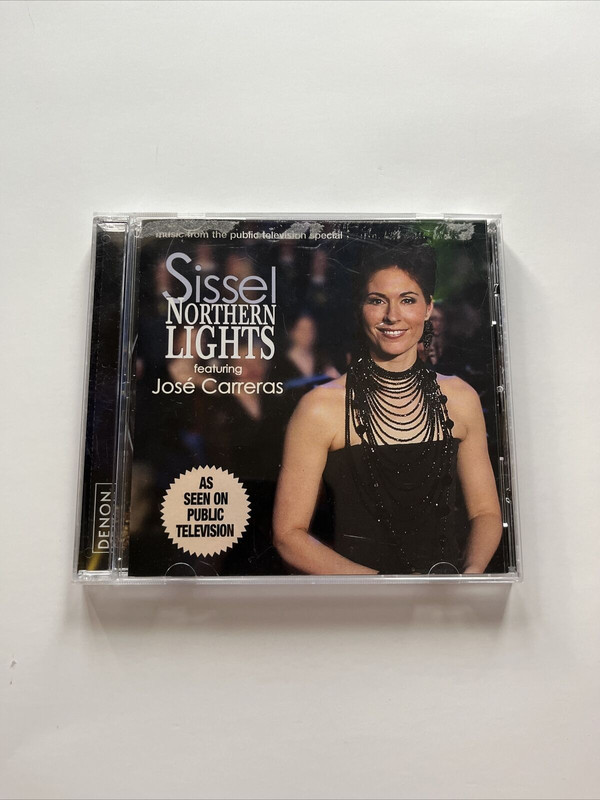 music from the public television special
Sissel
NORTHERN
LIGHTS
featuring
José Carreras
AS
SEEN ON
PUBLIC
TELEVISION
DENON